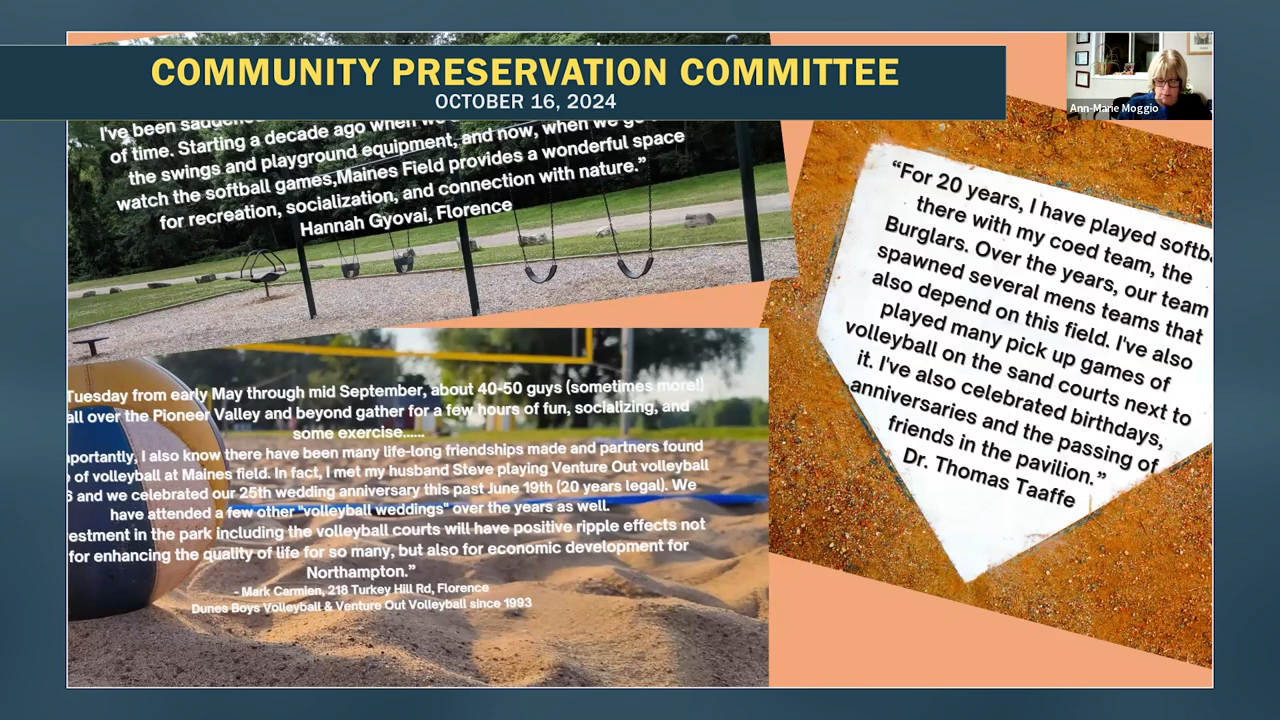 COMMUNITY PRESERVATION COMMITTEE
OCTOBER 16, 2024
Ann-Marie Moggio
I've been
of time. Starting a decade ago when
the swings and playground equipment, and now, when we
watch the softball games,Maines Field provides a wonderful space
for recreation, socialization, and connection with nature.”
Hannah Gyovai, Florence
“For 20 years, I have played
there with my coed team, the
Burglars. Over the years, our team
spawned several mens teams that
also depend on this field. I've also
played many pick up games of
volleyball on the sand courts next to
it. I've also celebrated birthdays,
anniversaries and the passing of
friends in the pavilion.”
Dr. Thomas Taaffe
Tuesday from early May through mid September, about 40-50 guys (sometimes more!)
all over the Pioneer Valley and beyond gather for a few hours of fun, socializing, and
some exercise......
I also know there have been many life-long friendships made and partners found
of volleyball at Maines field. In fact, I met my husband Steve playing Venture Out volleyball
and we celebrated our 25th wedding anniversary this past June 19th (20 years legal). We
have attended a few other "volleyball weddings" over the years as well.
in the park including the volleyball courts will have positive ripple effects not
for enhancing the quality of life for so many, but also for economic development for
Northampton.”
- Mark Carmien, 218 Turkey Hill Rd, Florence
Dunes Boys Volleyball & Venture Out Volleyball since 1993